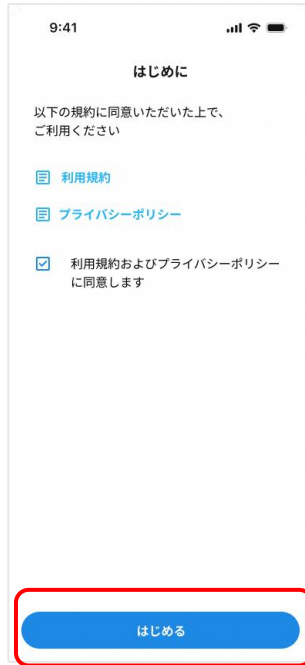 9:41
はじめに
以下の規約に同意いただいた上で、
ご利用ください
利用規約
プライバシーポリシー
利用規約およびプライバシーポリシー
に同意します
はじめる